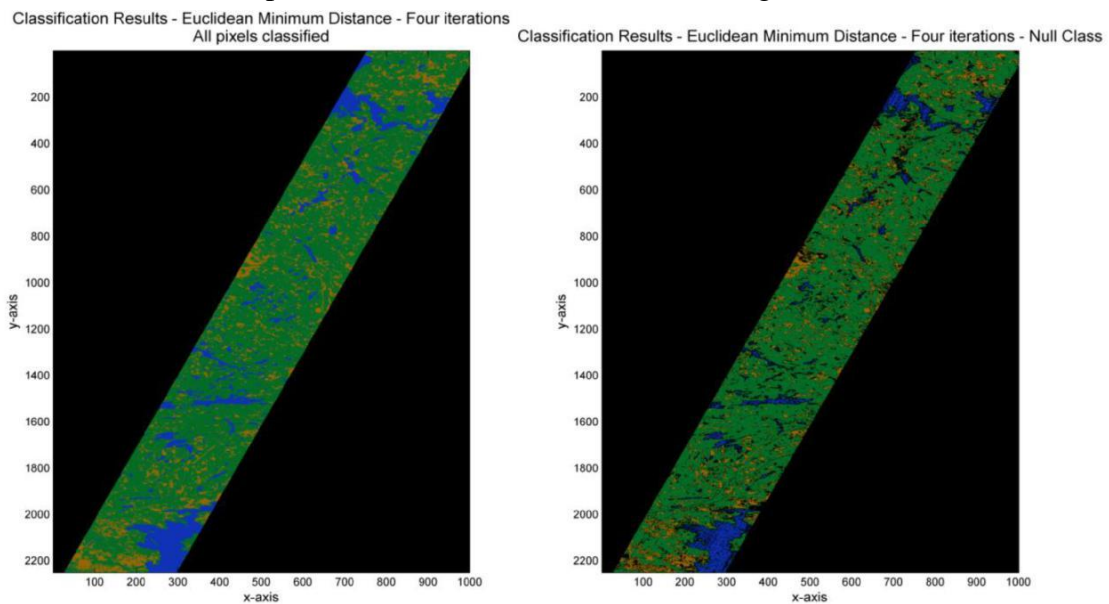 Classification Results - Euclidean Minimum Distance - Four iterations
All pixels classified
200
400
600
800
1000
1200
1400
1600
1800
2000
2200
y-axis
100 200 300 400 500 600 700 800 900 1000
x-axis
Classification Results - Euclidean Minimum Distance - Four iterations - Null Class
200
400
600
800
1000
1200
1400
1600
1800
2000
2200
y-axis
100 200 300 400 500 600 700 800 900 1000
x-axis